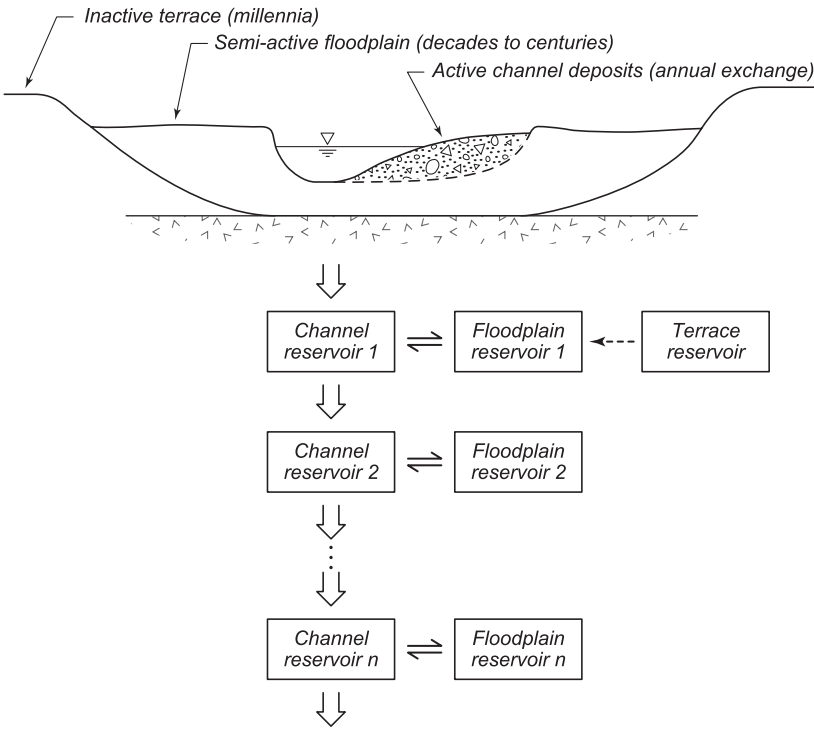 Inactive terrace (millennia)
Semi-active floodplain (decades to centuries)
Active channel deposits (annual exchange)
Channel
reservoir 1
Floodplain
reservoir 1
Terrace
reservoir
Channel
reservoir 2
Floodplain
reservoir 2
Channel
reservoir n
Floodplain
reservoir n